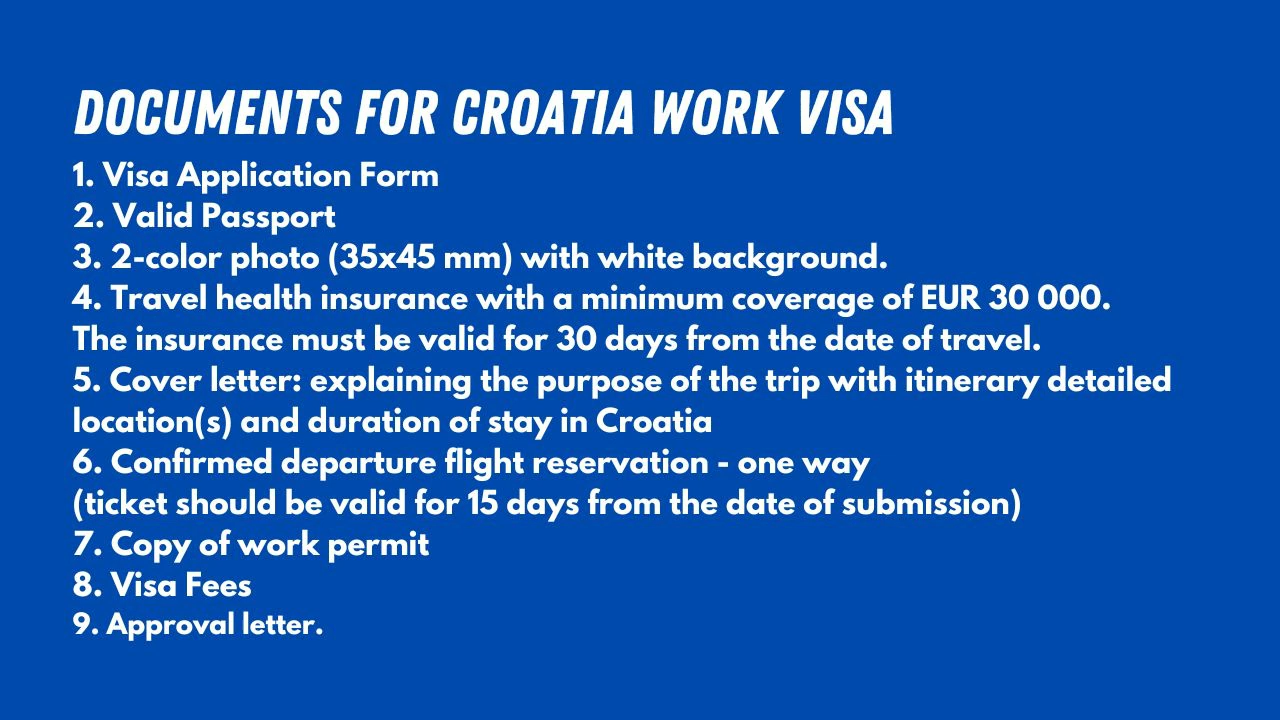 DOCUMENTS FOR CROATIA WORK VISA
1. Visa Application Form
2. Valid Passport
3. 2-color photo (35x45 mm) with white background.
4. Travel health insurance with a minimum coverage of EUR 30 000.
The insurance must be valid for 30 days from the date of travel.
5. Cover letter: explaining the purpose of the trip with itinerary detailed
location(s) and duration of stay in Croatia
6. Confirmed departure flight reservation - one way
(ticket should be valid for 15 days from the date of submission)
7. Copy of work permit
8. Visa Fees
9. Approval letter.